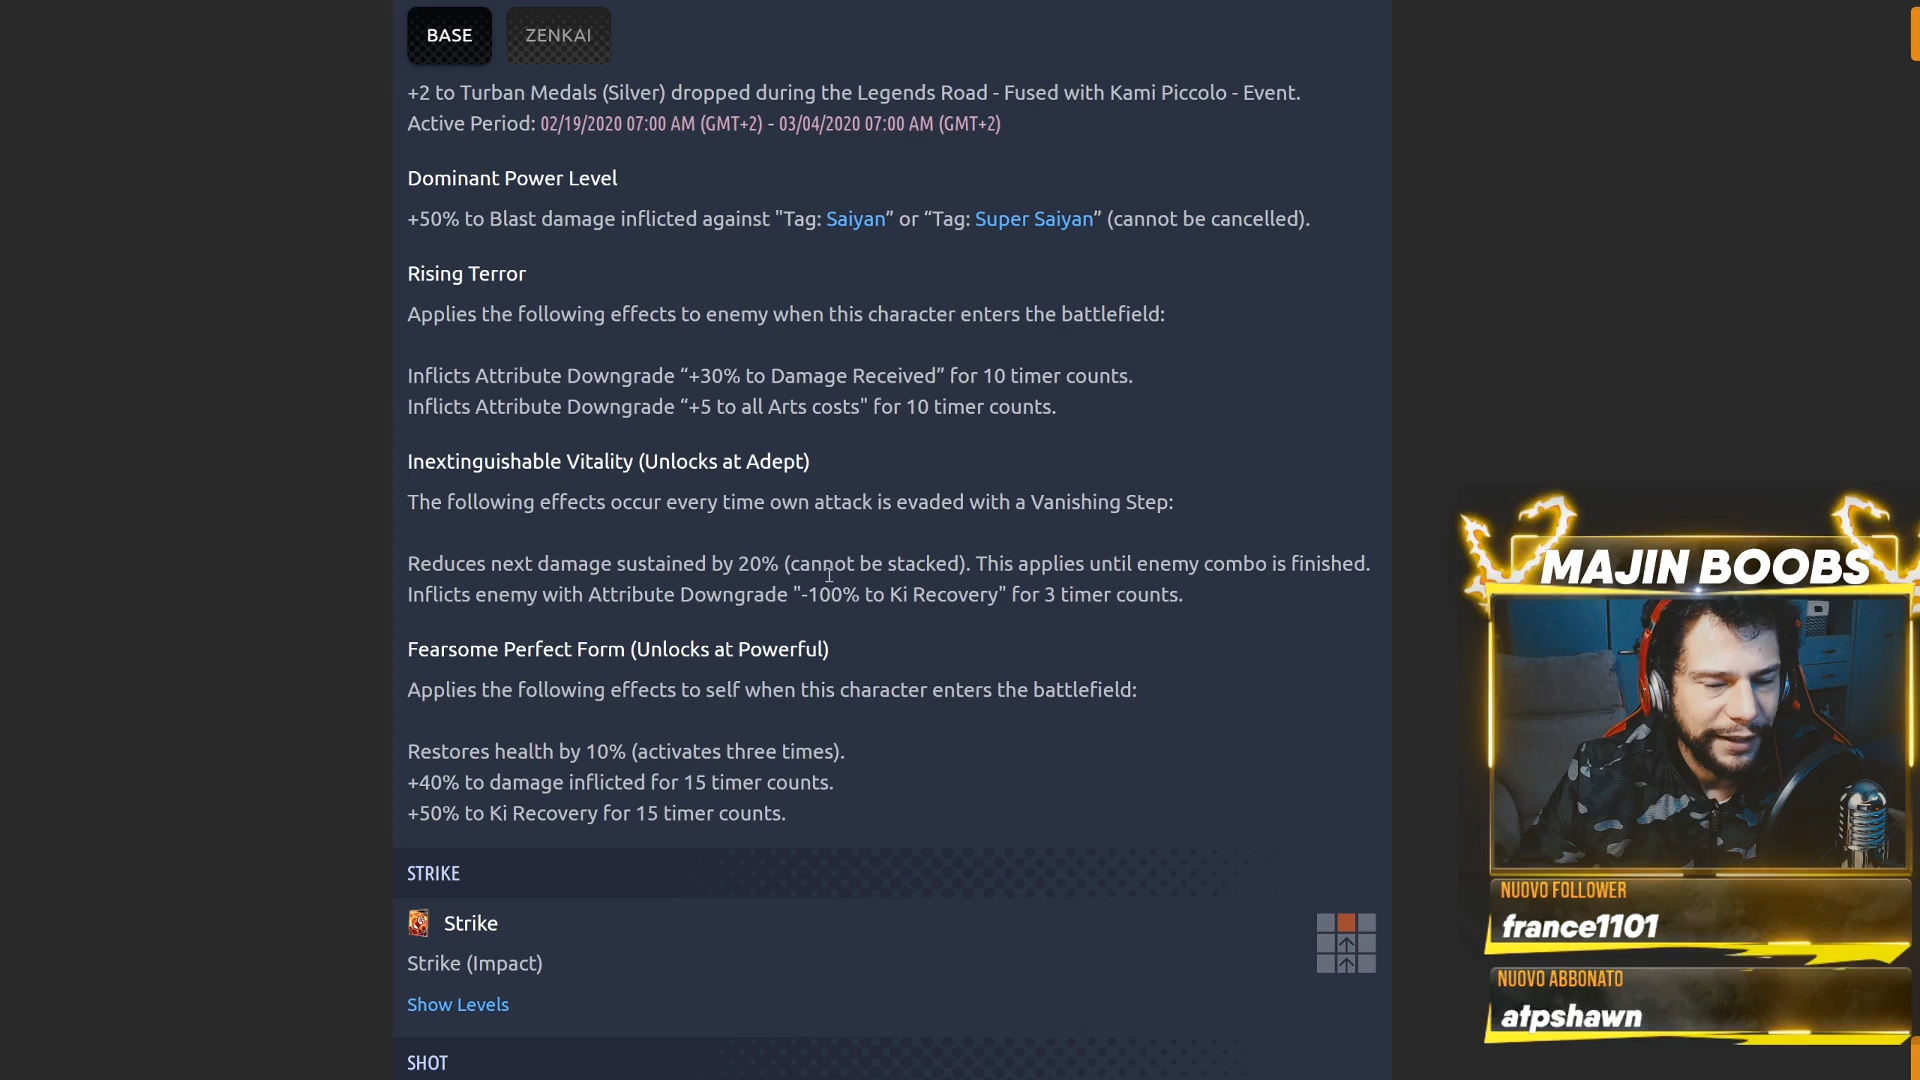 BASE
ZENKAI
+2 to Turban Medals (Silver) dropped during the Legends Road - Fused with Kami Piccolo - Event.
Active Period: 02/19/2020 07:00 AM (GMT+2) - 03/04/2020 07:00 AM (GMT+2)
Dominant Power Level
+50% to Blast damage inflicted against "Tag: Saiyan” or “Tag: Super Saiyan” (cannot be cancelled).
Rising Terror
Applies the following effects to enemy when this character enters the battlefield:
Inflicts Attribute Downgrade “+30% to Damage Received” for 10 timer counts.
Inflicts Attribute Downgrade “+5 to all Arts costs" for 10 timer counts.
Inextinguishable Vitality (Unlocks at Adept)
The following effects occur every time own attack is evaded with a Vanishing Step:
Reduces next damage sustained by 20% (cannot be stacked). This applies until enemy combo is finished.
Inflicts enemy with Attribute Downgrade "-100% to Ki Recovery" for 3 timer counts.
Fearsome Perfect Form (Unlocks at Powerful)
Applies the following effects to self when this character enters the battlefield:
Restores health by 10% (activates three times).
+40% to damage inflicted for 15 timer counts.
+50% to Ki Recovery for 15 timer counts.
STRIKE
Strike
Strike (Impact)
Show Levels
SHOT
MAJIN BOOBS
NUOVO FOLLOWER
france1101
NUOVO ABBONATO
atpshawn